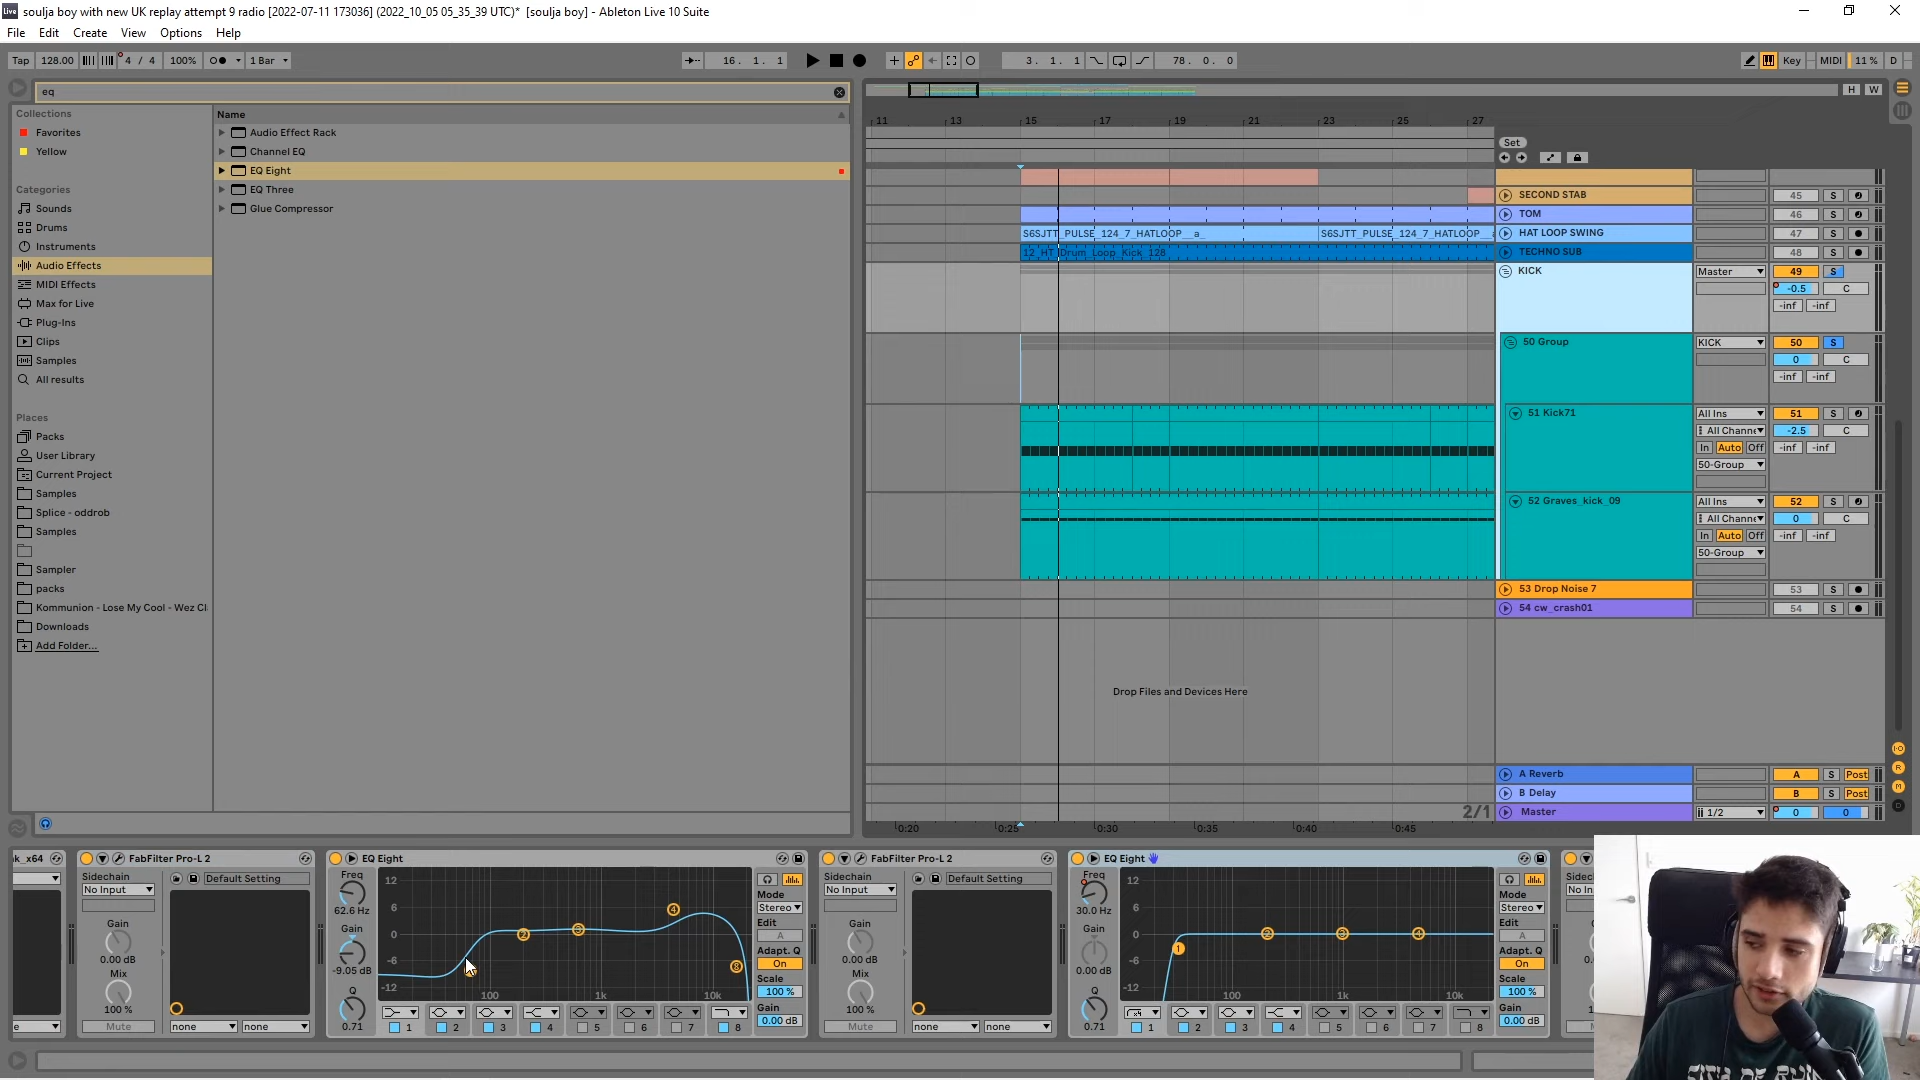 soulja boy with new UK replay attempt 9 radio [2022-07-11 173036] (2022_10_05 05_35_39 UTC)* [soulja boy] - Ableton Live 10 Suite
File Edit Create View Options Help
Tap 128.00 4 / 4 100% 1 Bar 16. 1. 1 3. 1. 1 78. 0. 0 Key MIDI 11 % D
eq
H W
Collections
Name
Favorites
Yellow
Categories
Sounds
Drums
Instruments
Audio Effects
MIDI Effects
Max for Live
Plug-Ins
Clips
Samples
All results
Places
Packs
User Library
Current Project
Samples
Splice - oddrob
Samples
Sampler
packs
Kommunion - Lose My Cool - Wez Cl
Downloads
Add Folder...
Audio Effect Rack
Channel EQ
EQ Eight
EQ Three
Glue Compressor
11 13 15 17 19 21 23 25 27
Set
SECOND STAB 45 S
TOM 46 S
S6SJTT_PULSE_124_7_HATLOOP__a_ S6SJTT_PULSE_124_7_HATLOOP__ HAT LOOP SWING 47 S
12_HT_Drum_Loop_Kick_128 TECHNO SUB 48 S
KICK Master 49 S
-0.5 C
-inf -inf
50 Group KICK 50 S
0 C
-inf -inf
51 Kick71 All Ins 51 S
All Channe -2.5 C
In Auto Off -inf -inf
50-Group
52 Graves_kick_09 All Ins 52 S
All Channe 0 C
In Auto Off -inf -inf
50-Group
53 Drop Noise 7 53 S
54 cw_crash01 54 S
Drop Files and Devices Here
A Reverb A S Post
B Delay B S Post
2/1 Master 1/2 0 0
0:20 0:25 0:30 0:35 0:40 0:45
k_x64
FabFilter Pro-L 2
Sidechain
No Input
Default Setting
Gain
0.00 dB
Mix
100 %
Mute
none none
EQ Eight
Freq
62.6 Hz
Gain
-9.05 dB
Q
0.71
12
6
0
-6
-12
100 1k 10k
2 3 4 8
1 2 3 4 5 6 7 8
Mode
Stereo
Edit
A
Adapt. Q
On
Scale
100 %
Gain
0.00 dB
FabFilter Pro-L 2
Sidechain
No Input
Default Setting
Gain
0.00 dB
Mix
100 %
Mute
none none
EQ Eight
Freq
30.0 Hz
Gain
0.00 dB
Q
0.71
12
6
0
-6
-12
100 1k 10k
1 2 3 4
1 2 3 4 5 6 7 8
Mode
Stereo
Edit
A
Adapt. Q
On
Scale
100 %
Gain
0.00 dB